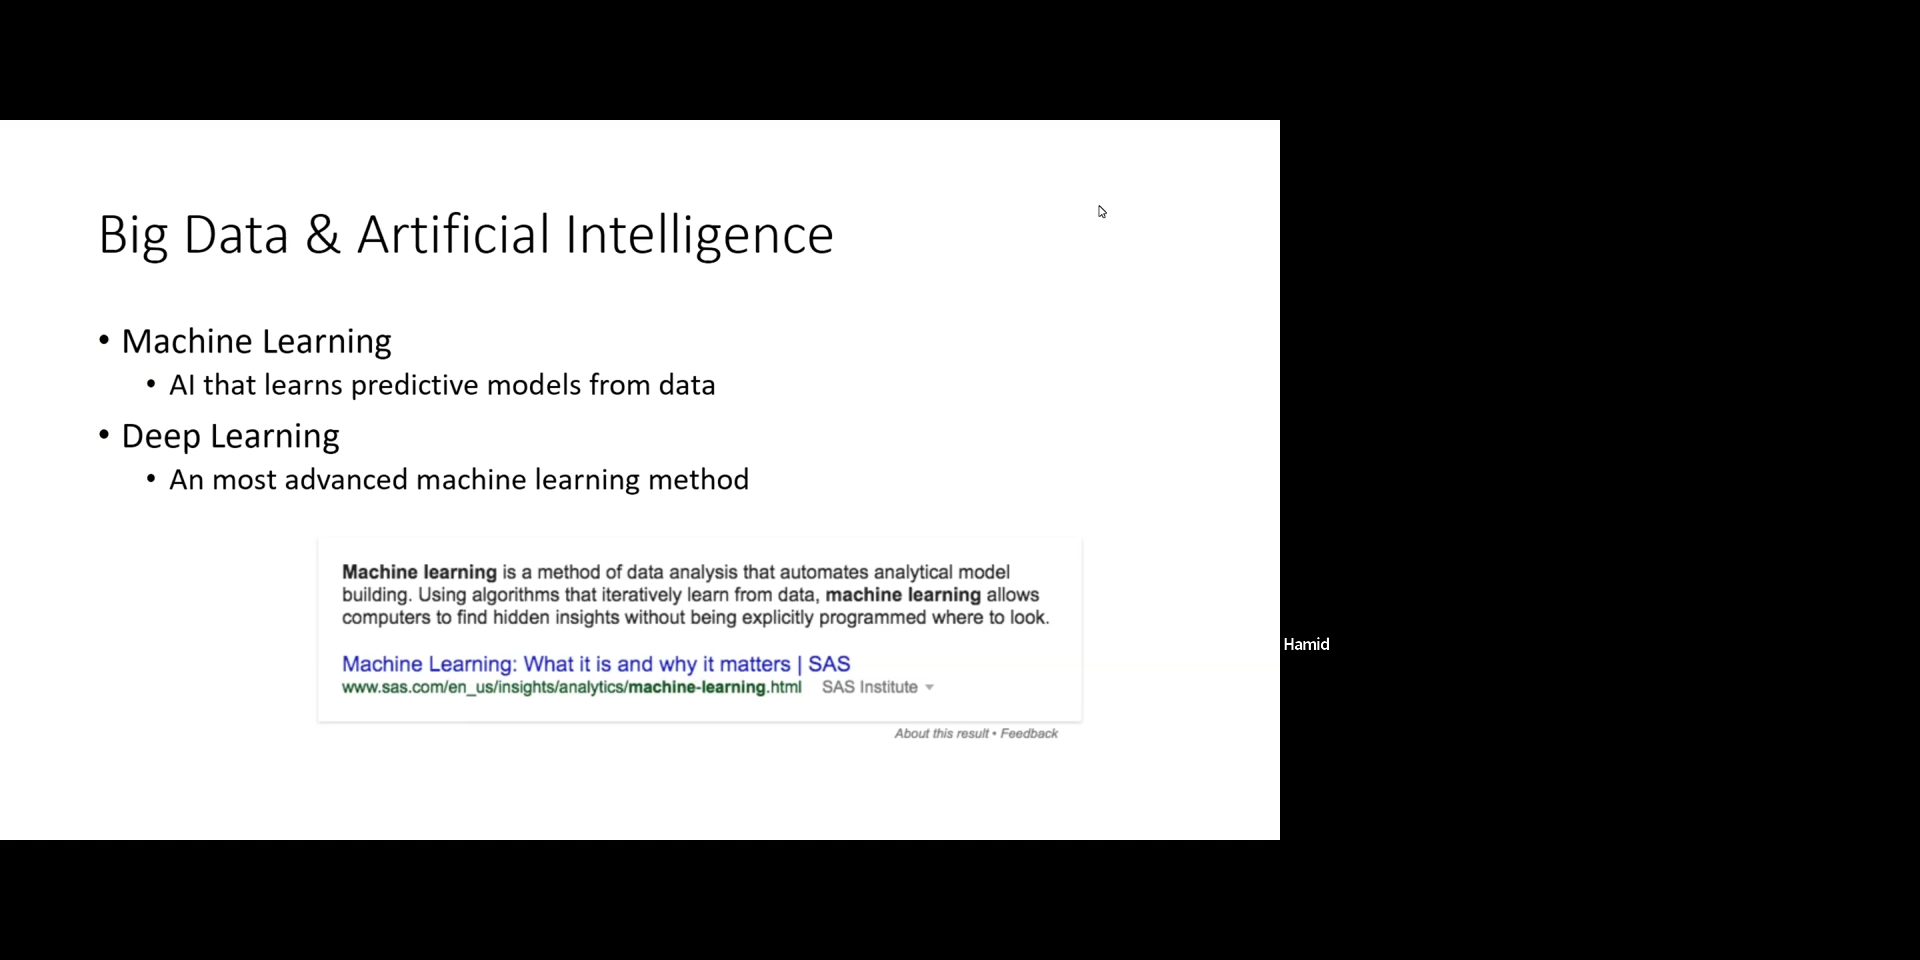 Big Data & Artificial Intelligence
• Machine Learning
• AI that learns predictive models from data
• Deep Learning
• An most advanced machine learning method
Machine learning is a method of data analysis that automates analytical model
building. Using algorithms that iteratively learn from data, machine learning allows
computers to find hidden insights without being explicitly programmed where to look.
Machine Learning: What it is and why it matters | SAS
www.sas.com/en_us/insights/analytics/machine-learning.html SAS Institute
About this result • Feedback
Hamid